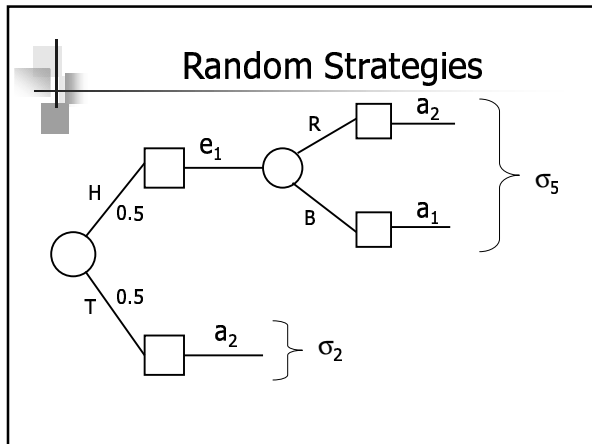 Random Strategies
R
a₂
e₁
σ₅
H
0.5
B
a₁
T
0.5
a₂
σ₂